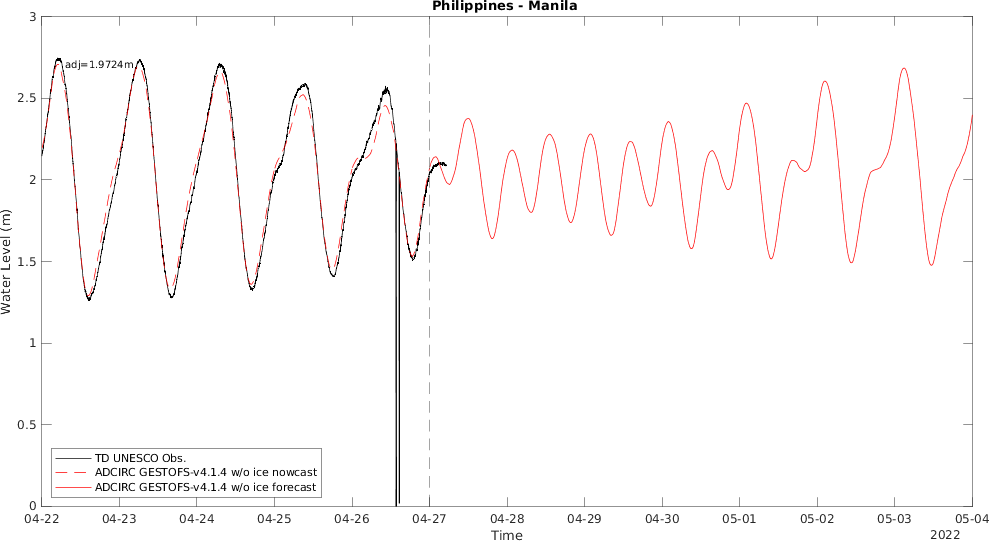 Philippines - Manila
adj=1.9724m
3
2.5
2
1.5
1
0.5
0
Water Level (m)
TD UNESCO Obs.
ADCIRC GESTOFS-v4.1.4 w/o ice nowcast
ADCIRC GESTOFS-v4.1.4 w/o ice forecast
04-22 04-23 04-24 04-25 04-26 04-27 04-28 04-29 04-30 05-01 05-02 05-03 05-04
Time
2022